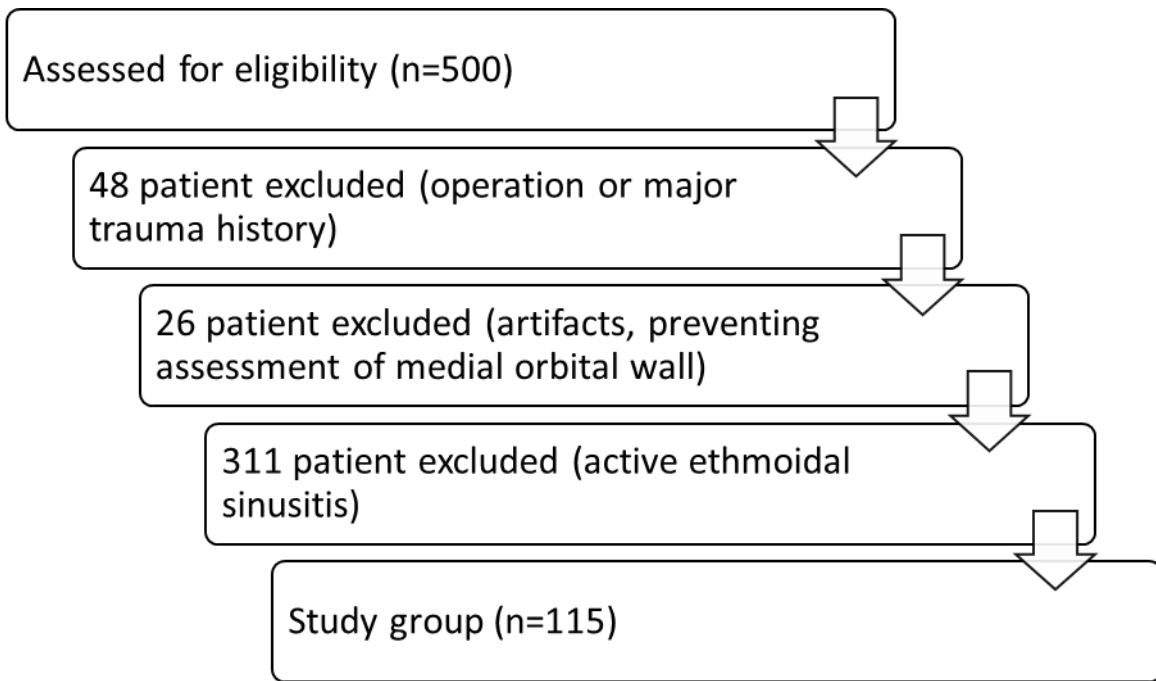 Assessed for eligibility (n=500)
48 patient excluded (operation or major
trauma history)
26 patient excluded (artifacts, preventing
assessment of medial orbital wall)
311 patient excluded (active ethmoidal
sinusitis)
Study group (n=115)